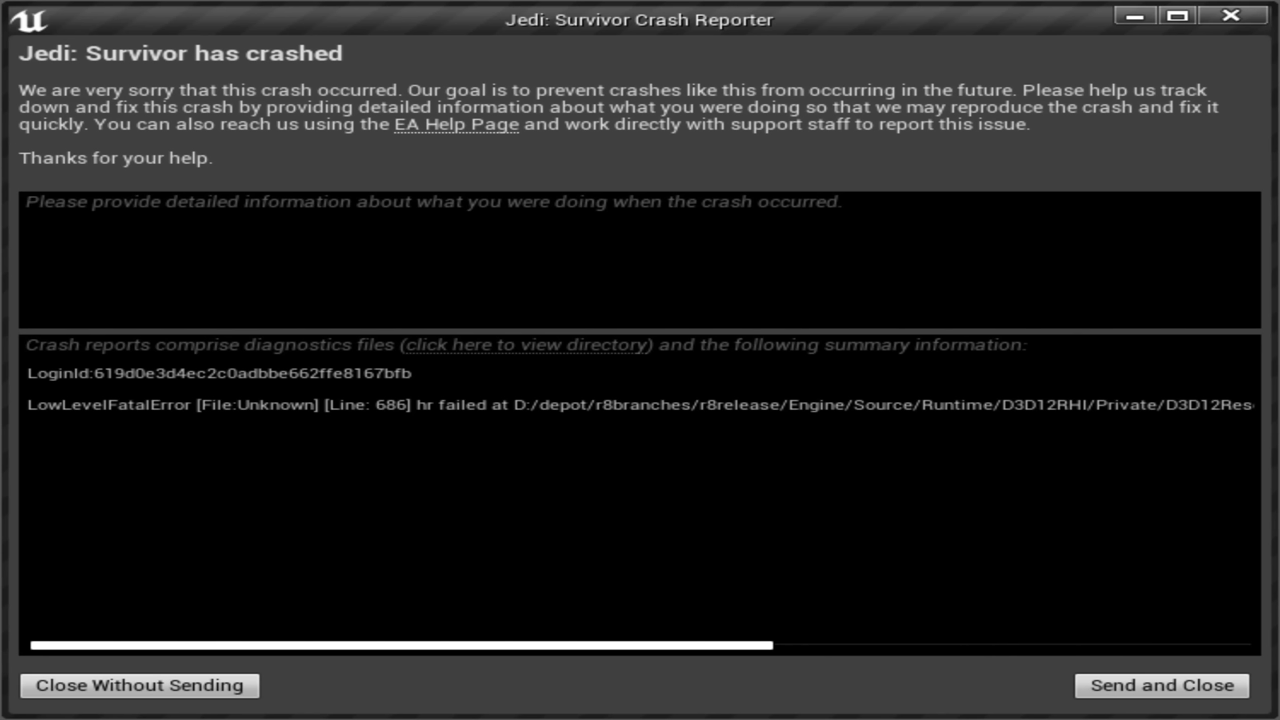 Jedi: Survivor Crash Reporter
Jedi: Survivor has crashed
We are very sorry that this crash occurred. Our goal is to prevent crashes like this from occurring in the future. Please help us track
down and fix this crash by providing detailed information about what you were doing so that we may reproduce the crash and fix it
quickly. You can also reach us using the EA Help Page and work directly with support staff to report this issue.
Thanks for your help.
Please provide detailed information about what you were doing when the crash occurred.
Crash reports comprise diagnostics files (click here to view directory) and the following summary information:
LoginId:619d0e3d4ec2c0adbbe662ffe8167bfb
LowLevelFatalError [File:Unknown] [Line: 686] hr failed at D:/depot/r8branches/r8release/Engine/Source/Runtime/D3D12RHI/Private/D3D12Res
Close Without Sending
Send and Close